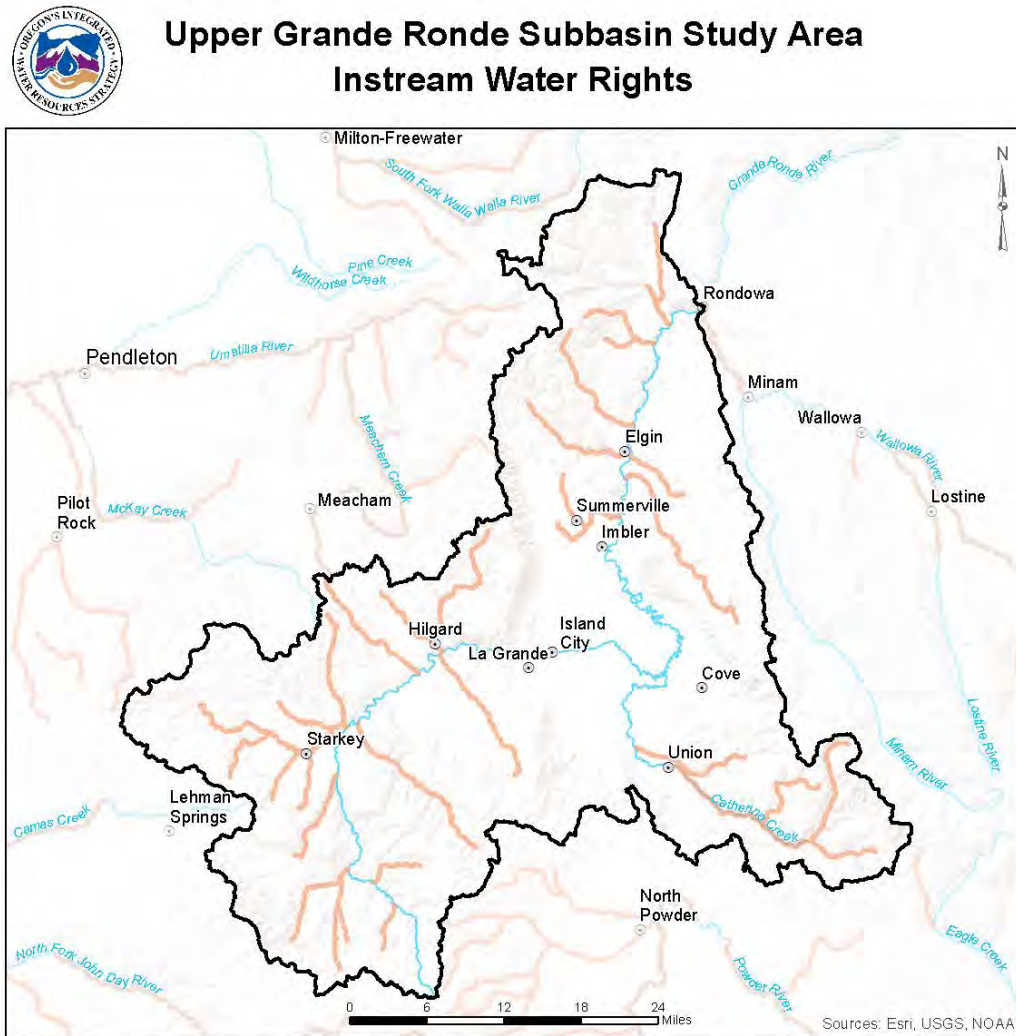 OREGON'S INTEGRATED
WATER RESOURCES STRATEGY
Upper Grande Ronde Subbasin Study Area
Instream Water Rights
Milton-Freewater
South Fork Walla Walla River
Grande Ronde River
N
Pine Creek
Wildhorse Creek
Rondowa
Umatilla River
Pendleton
Minam
Wallowa
Wallowa River
Elgin
Meacham Creek
Meacham
Summerville
Lostine
Pilot
Rock
McKay Creek
Imbler
Hilgard
Island
City
La Grande
Cove
Lostine River
Starkey
Union
Minam River
Lehman
Springs
Camas Creek
Catherine Creek
North
Powder
Eagle Creek
North Fork John Day River
Powder River
0 6 12 18 24
Miles
Sources: Esri, USGS, NOAA